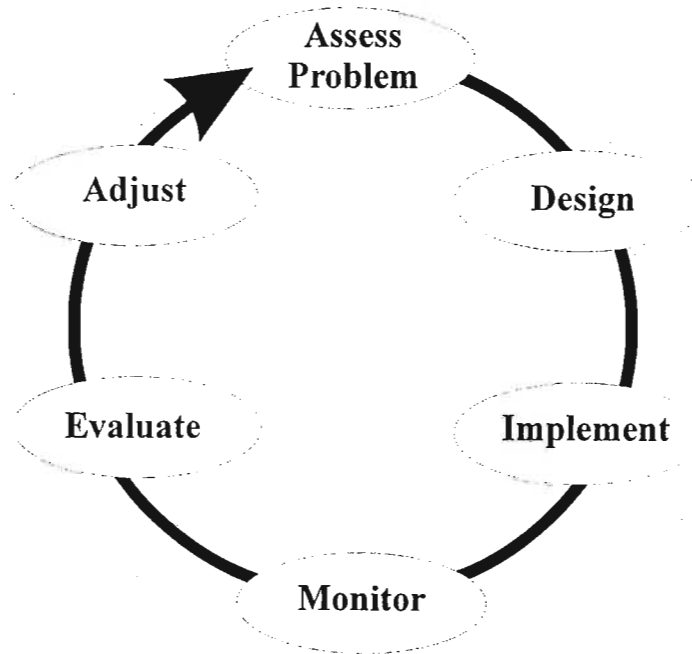 Assess
Problem
Design
Implement
Monitor
Evaluate
Adjust